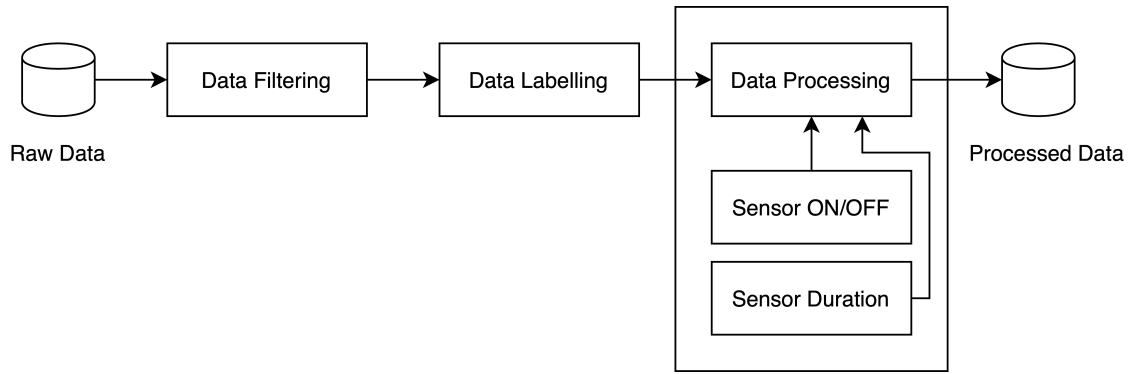 Data Filtering
Data Labelling
Data Processing
Raw Data
Processed Data
Sensor ON/OFF
Sensor Duration